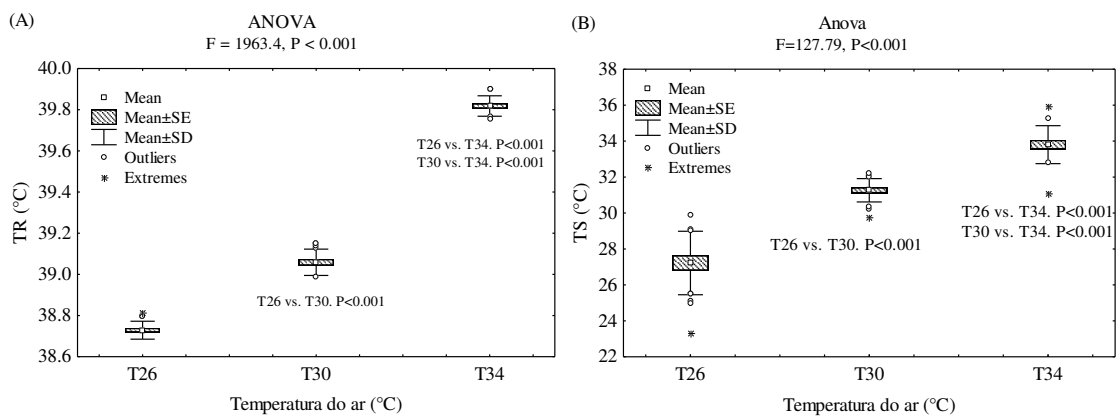 (A)
ANOVA
F = 1963.4, P < 0.001
40.0
39.8
39.6
39.4
39.2
39.0
38.8
38.6
TR (°C)
Mean
Mean±SE
Mean±SD
Outliers
Extremes
T26 vs. T34. P<0.001
T30 vs. T34. P<0.001
T26 vs. T30. P<0.001
T26 T30 T34
Temperatura do ar (°C)
(B)
Anova
F=127.79, P<0.001
38
36
34
32
30
28
26
24
22
TS (°C)
Mean
Mean±SE
Mean±SD
Outliers
Extremes
T26 vs. T34. P<0.001
T30 vs. T34. P<0.001
T26 vs. T30. P<0.001
T26 T30 T34
Temperatura do ar (°C)